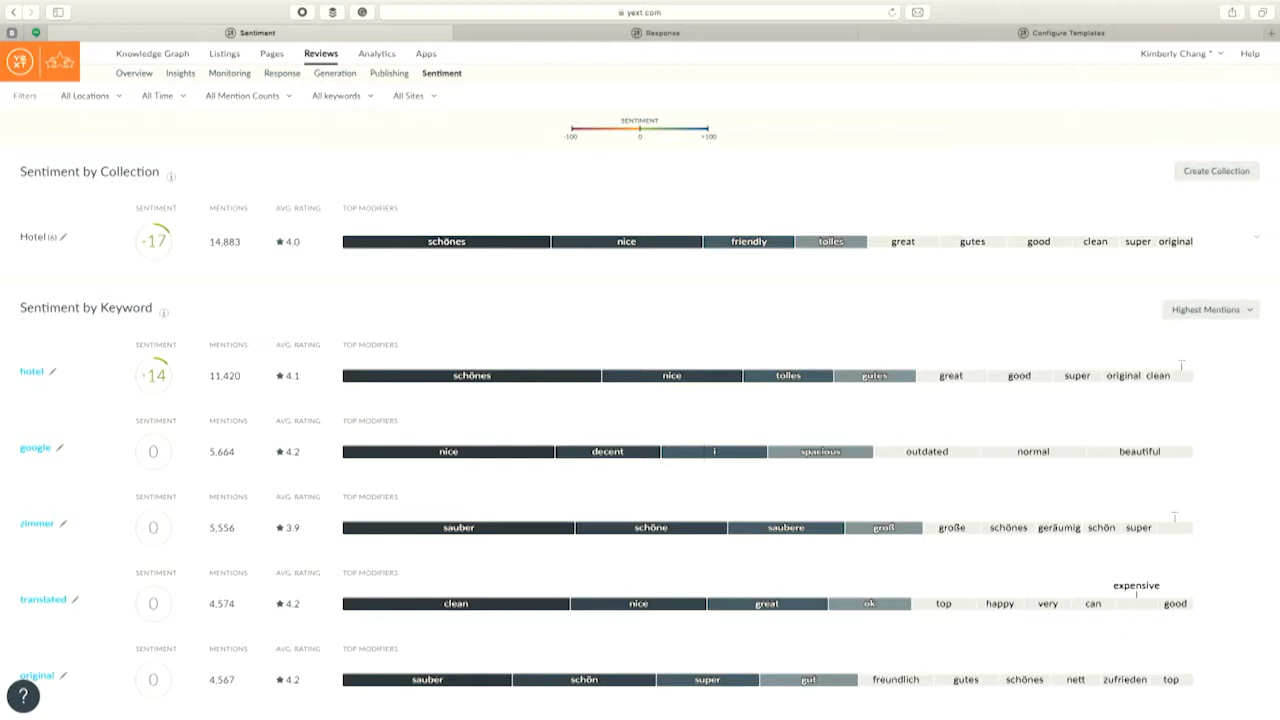 yext.com
Sentiment
Response
Configure Templates
YE
XT
Knowledge Graph Listings Pages Reviews Analytics Apps
Kimberly Chang Help
Overview Insights Monitoring Response Generation Publishing Sentiment
Filters All Locations All Time All Mention Counts All keywords All Sites
SENTIMENT
-100 0 +100
Sentiment by Collection
Create Collection
SENTIMENT MENTIONS AVG. RATING TOP MODIFIERS
Hotel (6) +17 14,883 4.0 schönes nice friendly tolles great gutes good clean super original
Sentiment by Keyword
Highest Mentions
SENTIMENT MENTIONS AVG. RATING TOP MODIFIERS
hotel +14 11,420 4.1 schönes nice tolles gutes great good super original clean ...
SENTIMENT MENTIONS AVG. RATING TOP MODIFIERS
google 0 5,664 4.2 nice decent i spacious outdated normal beautiful
SENTIMENT MENTIONS AVG. RATING TOP MODIFIERS
zimmer 0 5,556 3.9 sauber schöne saubere groß große schönes geräumig schön super ...
SENTIMENT MENTIONS AVG. RATING TOP MODIFIERS
expensive
translated 0 4,574 4.2 clean nice great ok top happy very can good
SENTIMENT MENTIONS AVG. RATING TOP MODIFIERS
original 0 4,567 4.2 sauber schön super gut freundlich gutes schönes nett zufrieden top
?